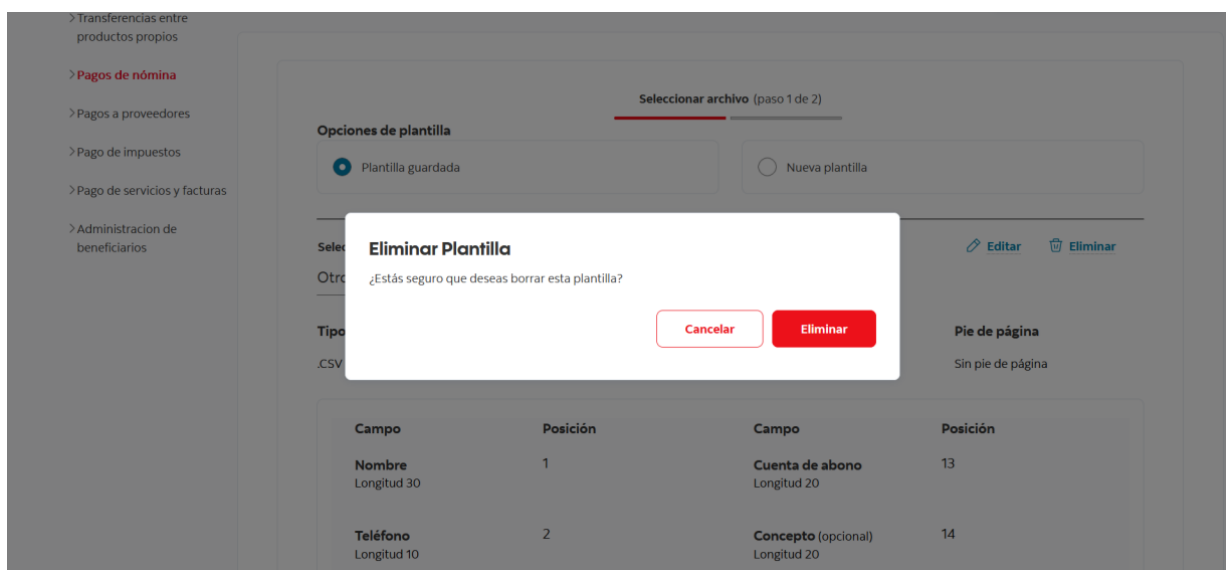 Transferencias entre
productos propios
Pagos de nómina
Pagos a proveedores
Pago de impuestos
Pago de servicios y facturas
Administracion de
beneficiarios
Seleccionar archivo (paso 1 de 2)
Opciones de plantilla
Plantilla guardada
Nueva plantilla
Editar
Eliminar
Eliminar Plantilla
¿Estás seguro que deseas borrar esta plantilla?
Cancelar
Eliminar
.CSV
Pie de página
Sin pie de página
Campo Posición Campo Posición
Nombre 1 Cuenta de abono 13
Longitud 30 Longitud 20
Teléfono 2 Concepto (opcional) 14
Longitud 10 Longitud 20